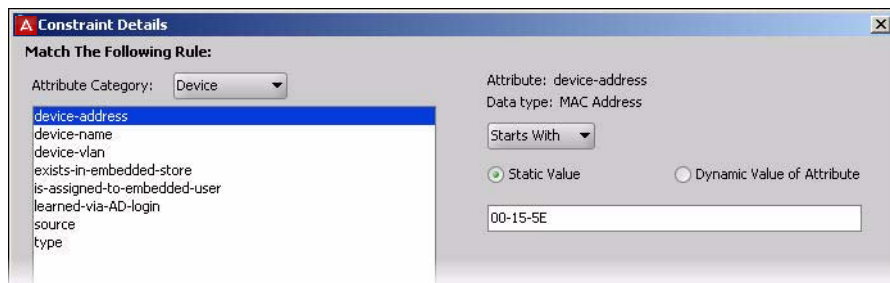 Constraint Details
Match The Following Rule:
Attribute Category: Device
device-address
device-name
device-vlan
exists-in-embedded-store
is-assigned-to-embedded-user
learned-via-AD-login
source
type
Attribute: device-address
Data type: MAC Address
Starts With
Static Value Dynamic Value of Attribute
00-15-5E